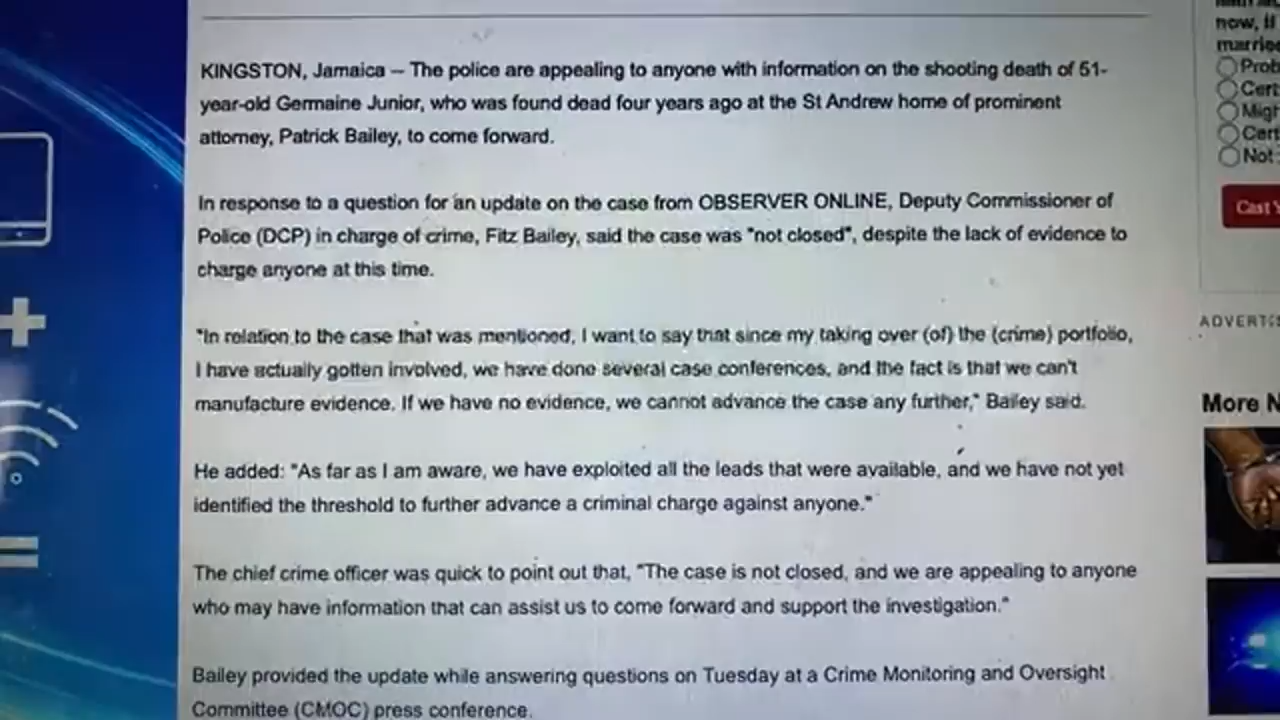 KINGSTON, Jamaica — The police are appealing to anyone with information on the shooting death of 51-
year-old Germaine Junior, who was found dead four years ago at the St Andrew home of prominent
attorney, Patrick Bailey, to come forward.
In response to a question for an update on the case from OBSERVER ONLINE, Deputy Commissioner of
Police (DCP) in charge of crime, Fitz Bailey, said the case was "not closed", despite the lack of evidence to
charge anyone at this time.
"In relation to the case that was mentioned, I want to say that since my taking over (of) the (crime) portfolio,
I have actually gotten involved, we have done several case conferences, and the fact is that we can't
manufacture evidence. If we have no evidence, we cannot advance the case any further," Bailey said.
He added: "As far as I am aware, we have exploited all the leads that were available, and we have not yet
identified the threshold to further advance a criminal charge against anyone."
The chief crime officer was quick to point out that, "The case is not closed, and we are appealing to anyone
who may have information that can assist us to come forward and support the investigation."
Bailey provided the update while answering questions on Tuesday at a Crime Monitoring and Oversight
Committee (CMOC) press conference.
now, if
marrie
Prob
Cert
Migh
Cert
Not
Cast
ADVERTIS
More N